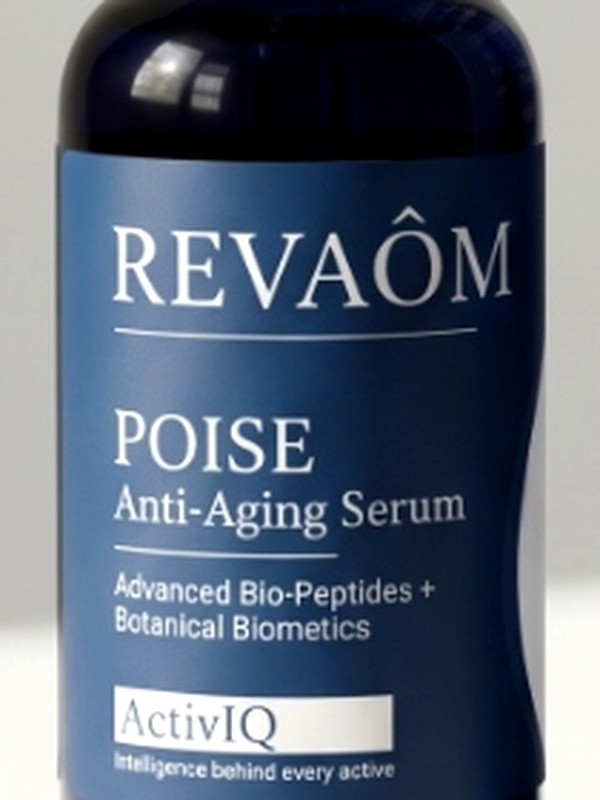 REVAÔM
POISE
Anti-Aging Serum
Advanced Bio-Peptides +
Botanical Biometics
ActivIQ
Intelligence behind every active